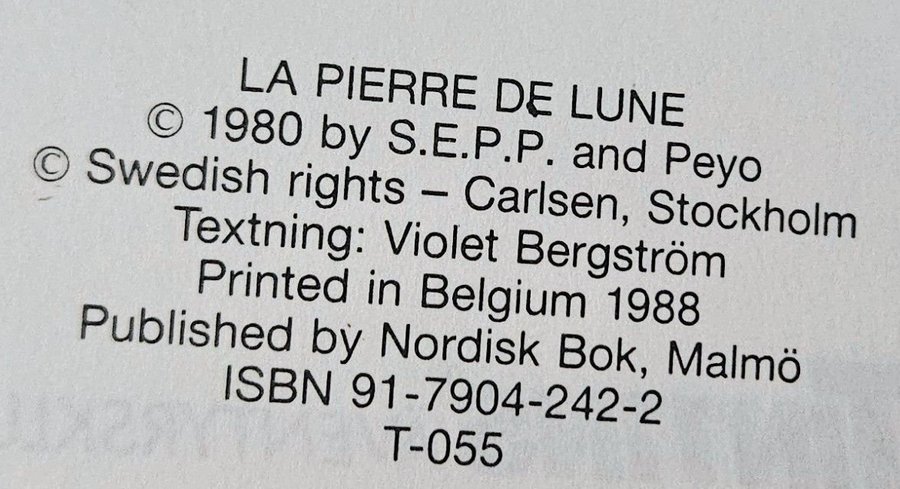 LA PIERRE DE LUNE
© 1980 by S.E.P.P. and Peyo
© Swedish rights – Carlsen, Stockholm
Textning: Violet Bergström
Printed in Belgium 1988
Published by Nordisk Bok, Malmö
ISBN 91-7904-242-2
T-055